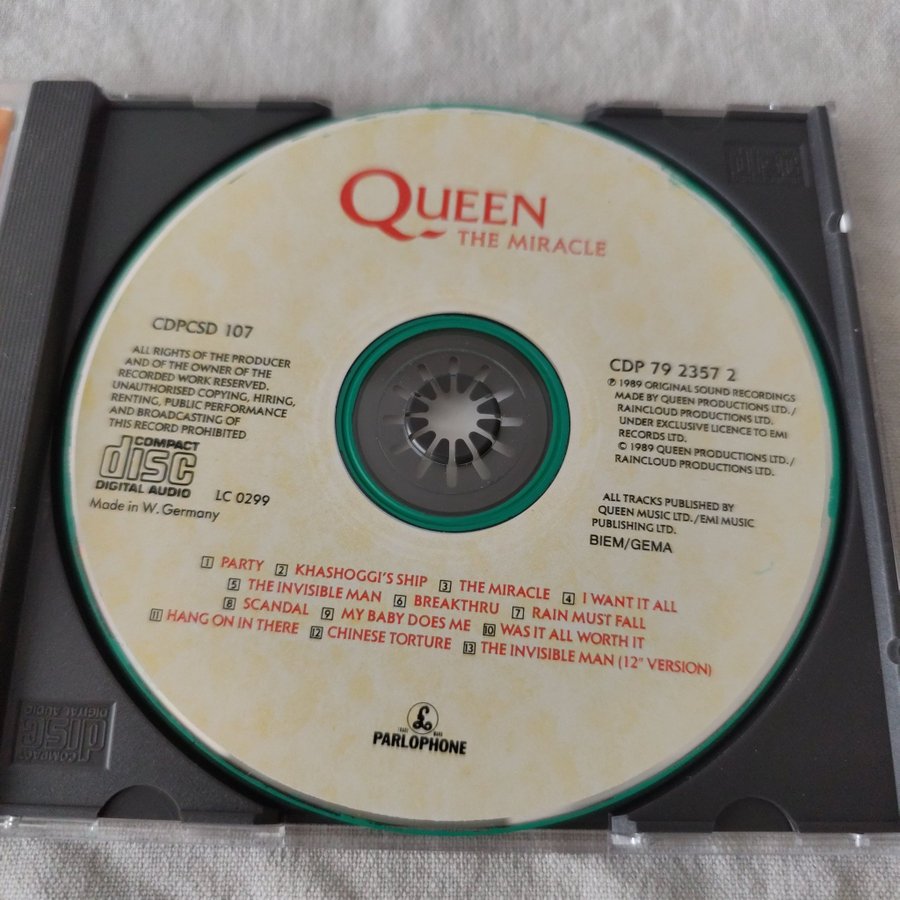 QUEEN
THE MIRACLE
CDPCSD 107
ALL RIGHTS OF THE PRODUCER
AND OF THE OWNER OF THE
RECORDED WORK RESERVED.
UNAUTHORISED COPYING, HIRING,
RENTING, PUBLIC PERFORMANCE
AND BROADCASTING OF
THIS RECORD PROHIBITED
COMPACT
disc
DIGITAL AUDIO
LC 0299
Made in W. Germany
CDP 79 2357 2
℗ 1989 ORIGINAL SOUND RECORDINGS
MADE BY QUEEN PRODUCTIONS LTD./
RAINCLOUD PRODUCTIONS LTD.
UNDER EXCLUSIVE LICENCE TO EMI
RECORDS LTD.
© 1989 QUEEN PRODUCTIONS LTD./
RAINCLOUD PRODUCTIONS LTD.
ALL TRACKS PUBLISHED BY
QUEEN MUSIC LTD./EMI MUSIC
PUBLISHING LTD.
BIEM/GEMA
1 PARTY 2 KHASHOGGI'S SHIP 3 THE MIRACLE 4 I WANT IT ALL
5 THE INVISIBLE MAN 6 BREAKTHRU 7 RAIN MUST FALL
8 SCANDAL 9 MY BABY DOES ME 10 WAS IT ALL WORTH IT
11 HANG ON IN THERE 12 CHINESE TORTURE 13 THE INVISIBLE MAN (12" VERSION)
TRADE MARK
PARLOPHONE
COMPACT
disc
DIGITAL AUDIO